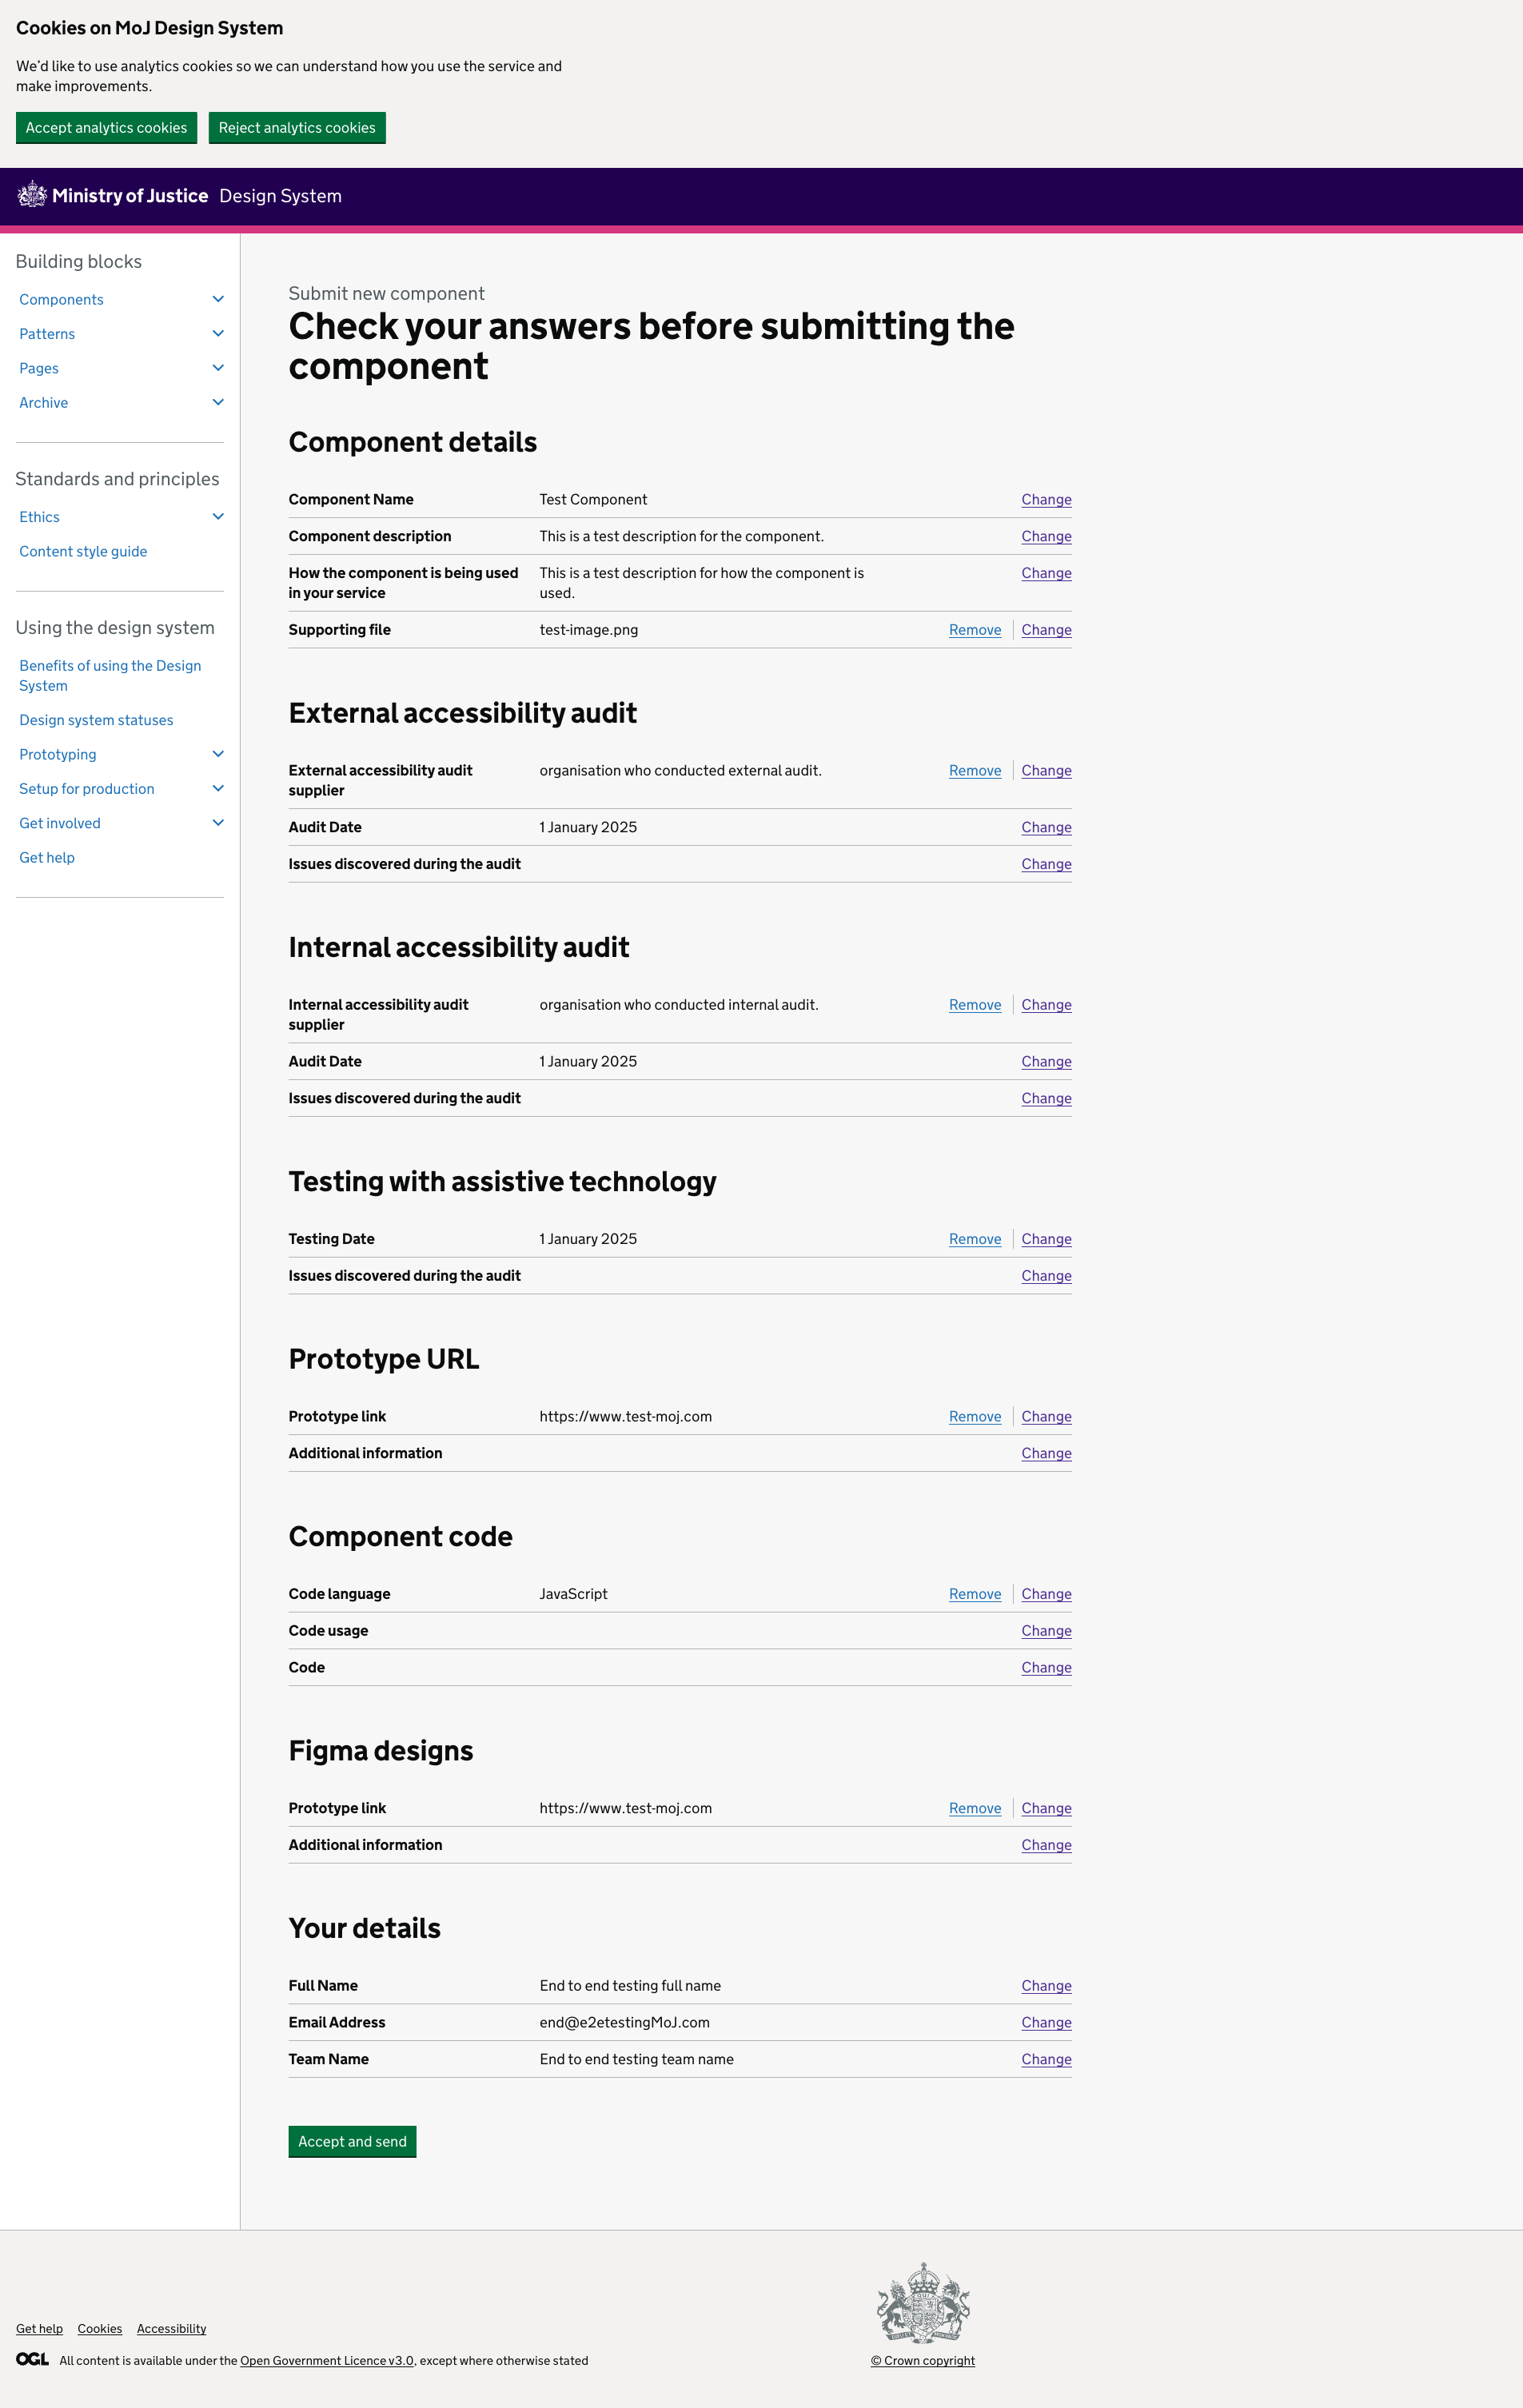 Cookies on MoJ Design System
We’d like to use analytics cookies so we can understand how you use the service and
make improvements.
Accept analytics cookies
Reject analytics cookies
Ministry of Justice Design System
Building blocks
Components
Patterns
Pages
Archive
Standards and principles
Ethics
Content style guide
Using the design system
Benefits of using the Design
System
Design system statuses
Prototyping
Setup for production
Get involved
Get help
Submit new component
Check your answers before submitting the
component
Component details
Component Name Test Component Change
Component description This is a test description for the component. Change
How the component is being used This is a test description for how the component is Change
in your service used.
Supporting file test-image.png Remove Change
External accessibility audit
External accessibility audit organisation who conducted external audit. Remove Change
supplier
Audit Date 1 January 2025 Change
Issues discovered during the audit Change
Internal accessibility audit
Internal accessibility audit organisation who conducted internal audit. Remove Change
supplier
Audit Date 1 January 2025 Change
Issues discovered during the audit Change
Testing with assistive technology
Testing Date 1 January 2025 Remove Change
Issues discovered during the audit Change
Prototype URL
Prototype link https://www.test-moj.com Remove Change
Additional information Change
Component code
Code language JavaScript Remove Change
Code usage Change
Code Change
Figma designs
Prototype link https://www.test-moj.com Remove Change
Additional information Change
Your details
Full Name End to end testing full name Change
Email Address end@e2etestingMoJ.com Change
Team Name End to end testing team name Change
Accept and send
Get help Cookies Accessibility
OGL All content is available under the Open Government Licence v3.0, except where otherwise stated
© Crown copyright